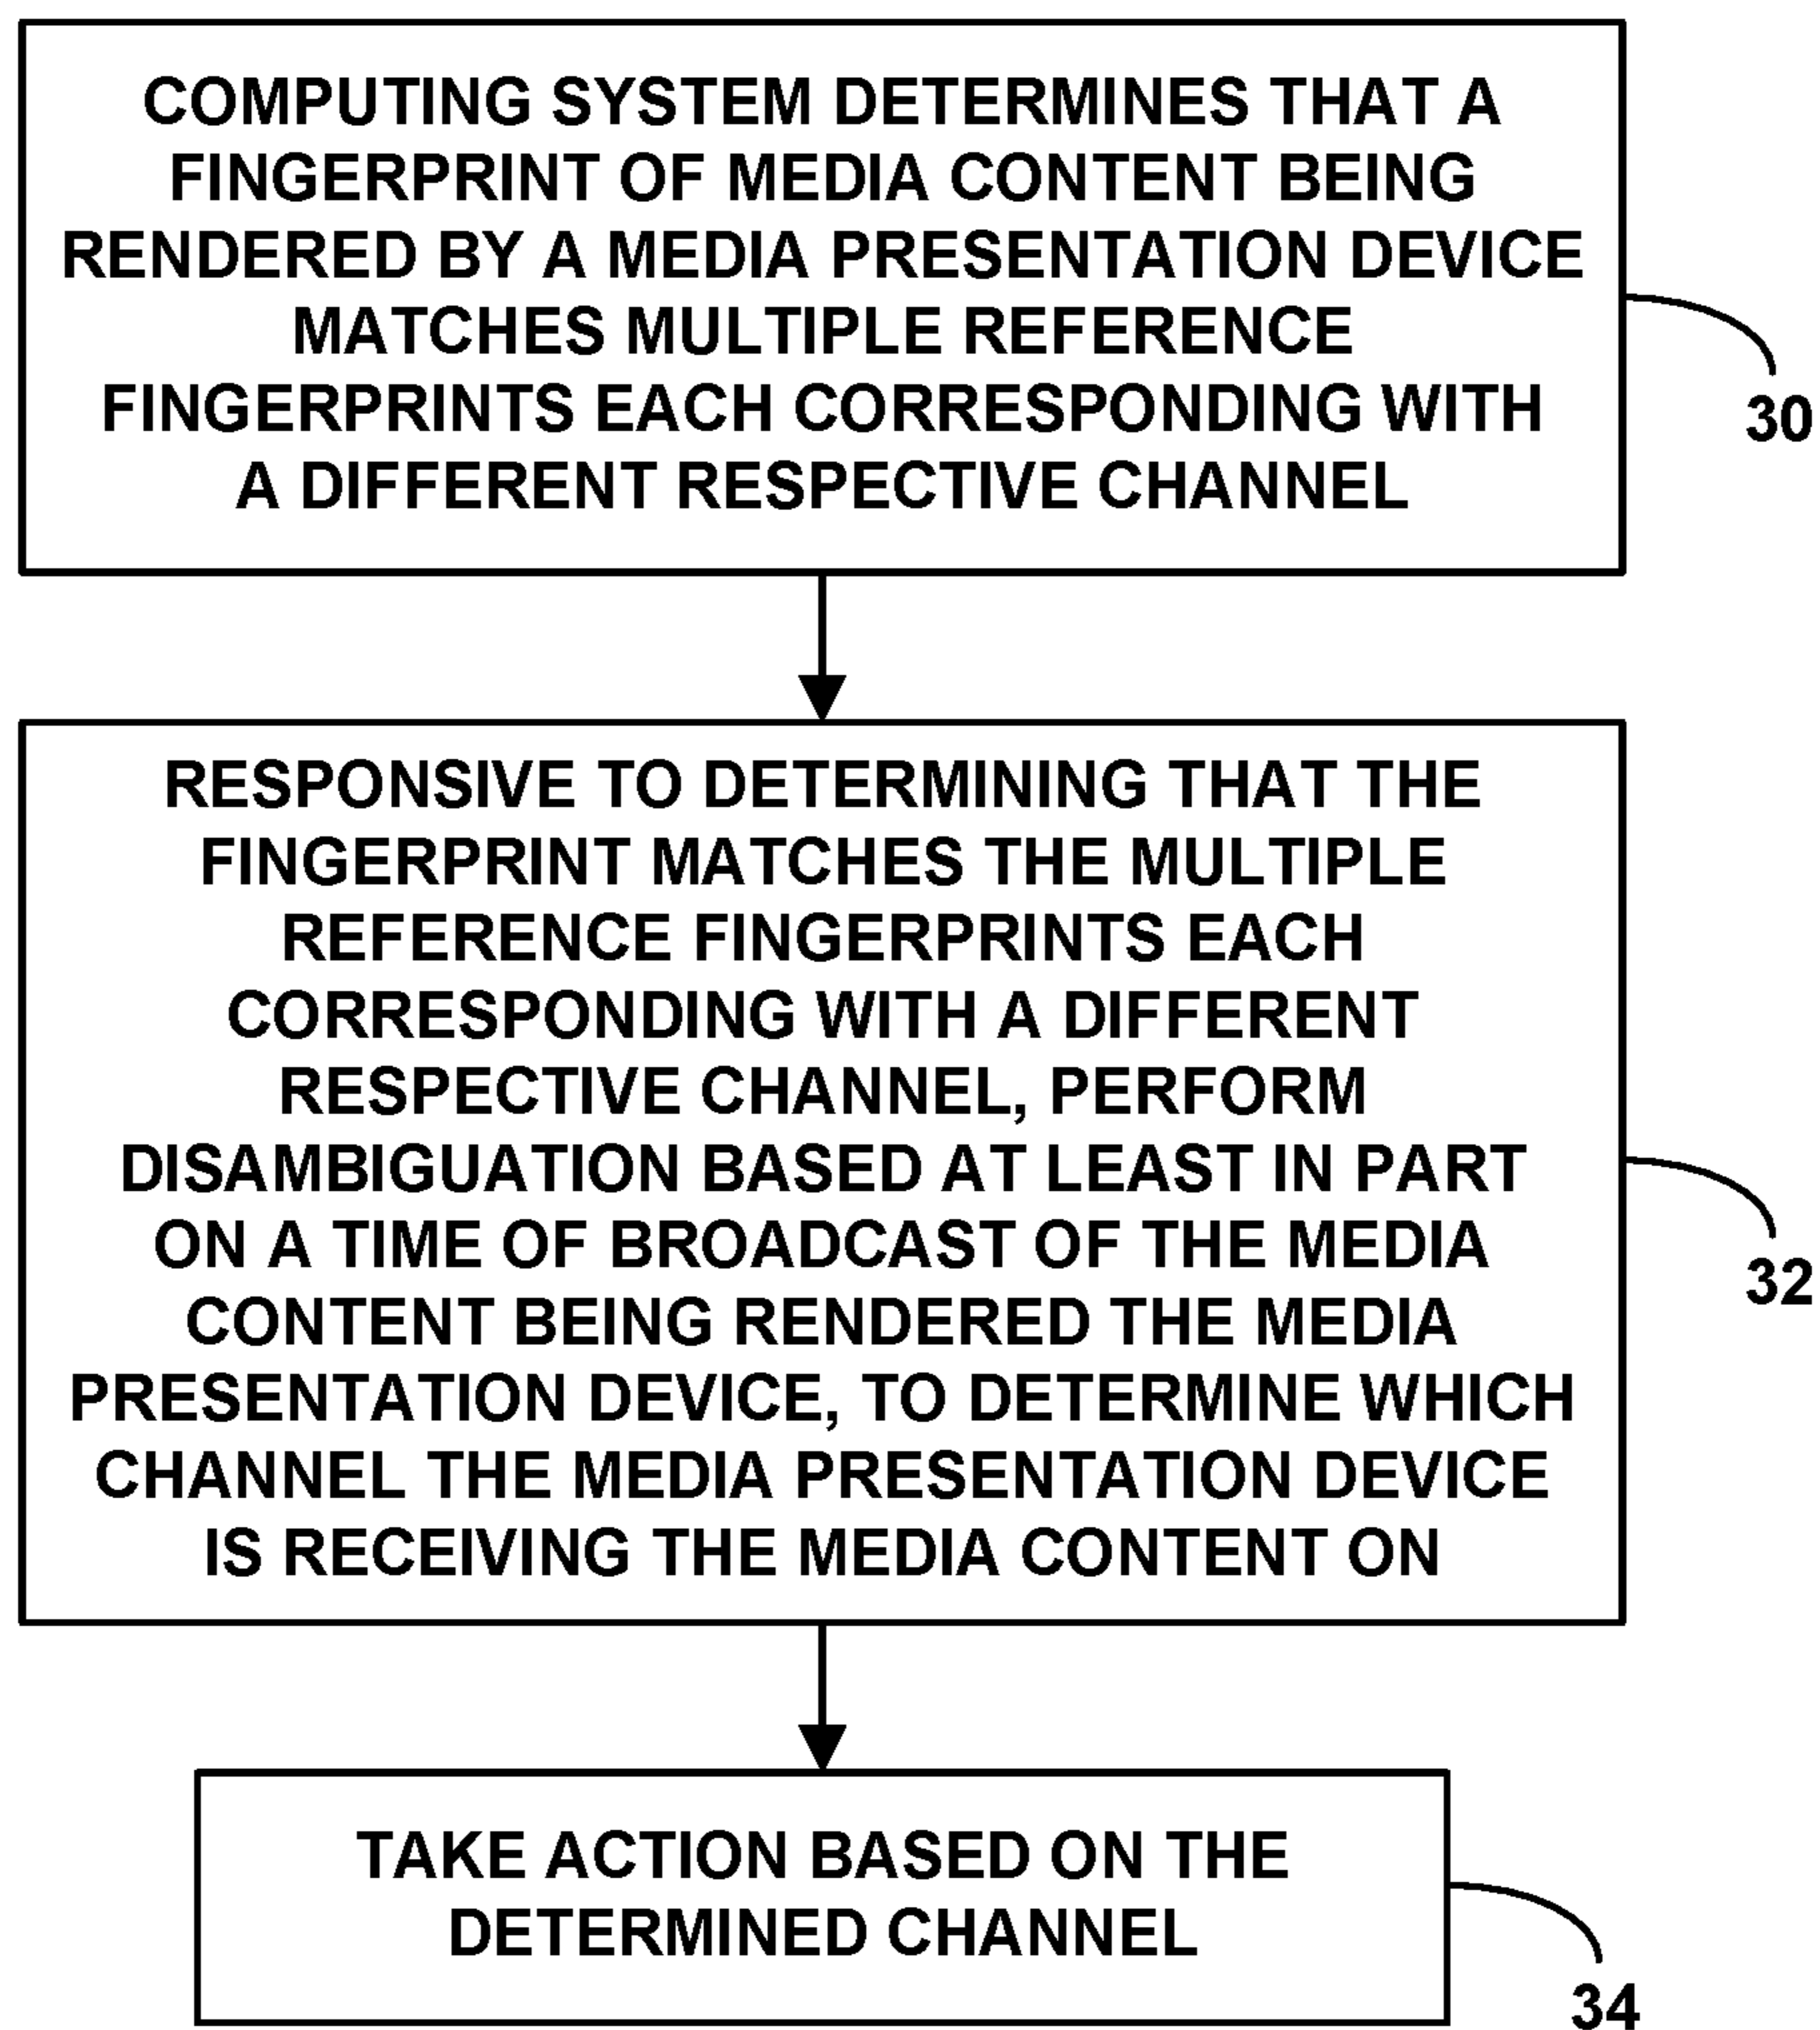 COMPUTING SYSTEM DETERMINES THAT A
FINGERPRINT OF MEDIA CONTENT BEING
RENDERED BY A MEDIA PRESENTATION DEVICE
MATCHES MULTIPLE REFERENCE
FINGERPRINTS EACH CORRESPONDING WITH
A DIFFERENT RESPECTIVE CHANNEL
30
RESPONSIVE TO DETERMINING THAT THE
FINGERPRINT MATCHES THE MULTIPLE
REFERENCE FINGERPRINTS EACH
CORRESPONDING WITH A DIFFERENT
RESPECTIVE CHANNEL, PERFORM
DISAMBIGUATION BASED AT LEAST IN PART
ON A TIME OF BROADCAST OF THE MEDIA
CONTENT BEING RENDERED THE MEDIA
PRESENTATION DEVICE, TO DETERMINE WHICH
CHANNEL THE MEDIA PRESENTATION DEVICE
IS RECEIVING THE MEDIA CONTENT ON
32
TAKE ACTION BASED ON THE
DETERMINED CHANNEL
34